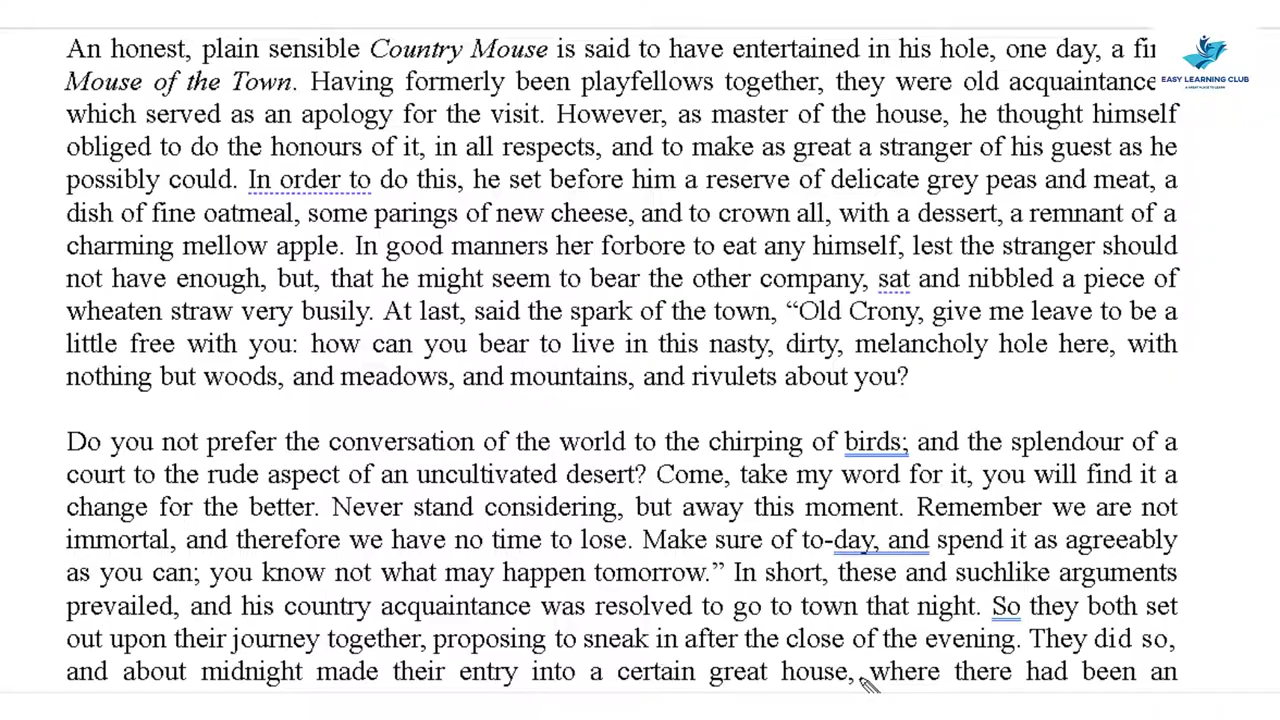 An honest, plain sensible Country Mouse is said to have entertained in his hole, one day, a
Mouse of the Town. Having formerly been playfellows together, they were old acquaintance
which served as an apology for the visit. However, as master of the house, he thought himself
obliged to do the honours of it, in all respects, and to make as great a stranger of his guest as he
possibly could. In order to do this, he set before him a reserve of delicate grey peas and meat, a
dish of fine oatmeal, some parings of new cheese, and to crown all, with a dessert, a remnant of a
charming mellow apple. In good manners her forbore to eat any himself, lest the stranger should
not have enough, but, that he might seem to bear the other company, sat and nibbled a piece of
wheaten straw very busily. At last, said the spark of the town, “Old Crony, give me leave to be a
little free with you: how can you bear to live in this nasty, dirty, melancholy hole here, with
nothing but woods, and meadows, and mountains, and rivulets about you?
Do you not prefer the conversation of the world to the chirping of birds; and the splendour of a
court to the rude aspect of an uncultivated desert? Come, take my word for it, you will find it a
change for the better. Never stand considering, but away this moment. Remember we are not
immortal, and therefore we have no time to lose. Make sure of to-day, and spend it as agreeably
as you can; you know not what may happen tomorrow.” In short, these and suchlike arguments
prevailed, and his country acquaintance was resolved to go to town that night. So they both set
out upon their journey together, proposing to sneak in after the close of the evening. They did so,
and about midnight made their entry into a certain great house, where there had been an
EASY LEARNING CLUB
A GREAT PLACE TO LEARN